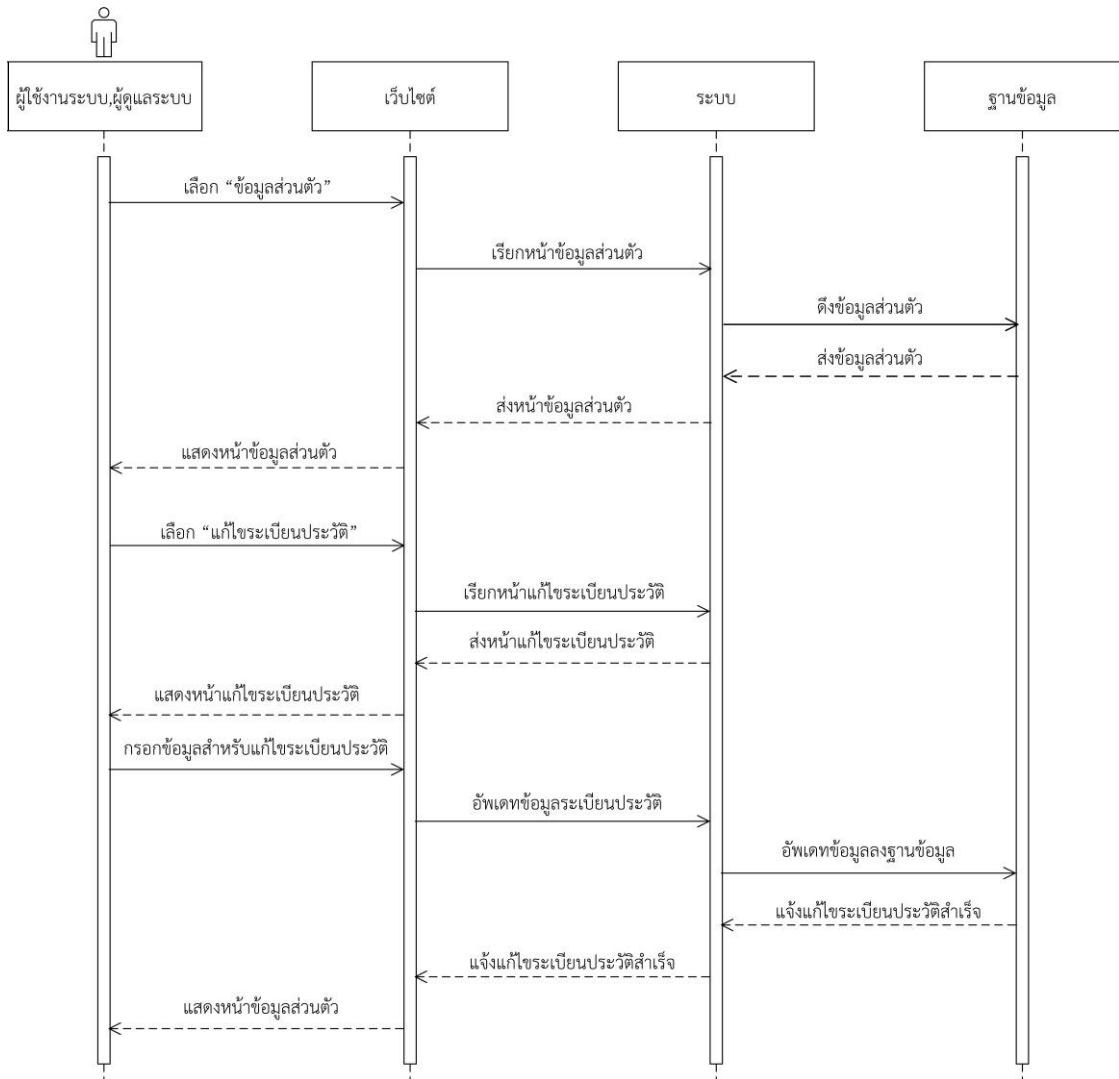 ผู้ใช้งานระบบ,ผู้ดูแลระบบ
เว็บไซต์
ระบบ
ฐานข้อมูล
เลือก “ข้อมูลส่วนตัว”
เรียกหน้าข้อมูลส่วนตัว
ดึงข้อมูลส่วนตัว
ส่งข้อมูลส่วนตัว
ส่งหน้าข้อมูลส่วนตัว
แสดงหน้าข้อมูลส่วนตัว
เลือก “แก้ไขระเบียนประวัติ”
เรียกหน้าแก้ไขระเบียนประวัติ
ส่งหน้าแก้ไขระเบียนประวัติ
แสดงหน้าแก้ไขระเบียนประวัติ
กรอกข้อมูลสำหรับแก้ไขระเบียนประวัติ
อัพเดทข้อมูลระเบียนประวัติ
อัพเดทข้อมูลลงฐานข้อมูล
แจ้งแก้ไขระเบียนประวัติสำเร็จ
แจ้งแก้ไขระเบียนประวัติสำเร็จ
แสดงหน้าข้อมูลส่วนตัว